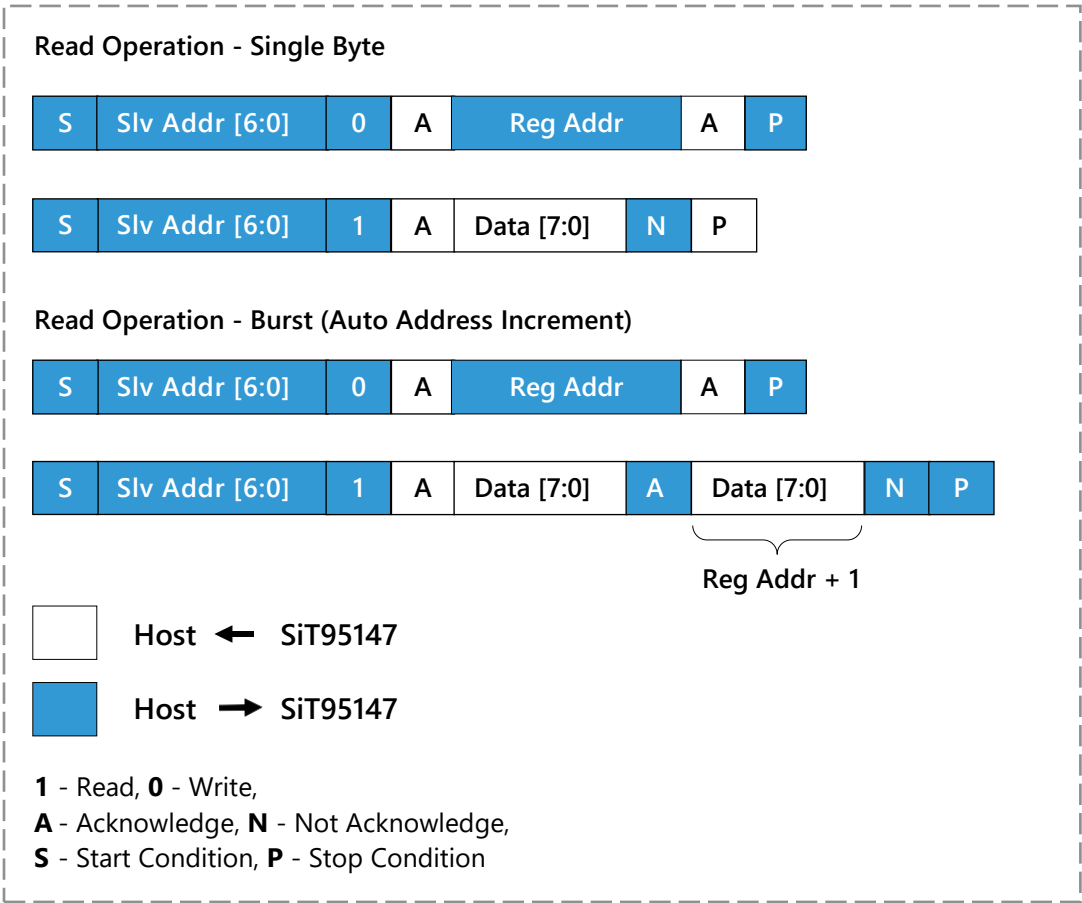 Read Operation - Single Byte
S Slv Addr [6:0] 0 A Reg Addr A P
S Slv Addr [6:0] 1 A Data [7:0] N P
Read Operation - Burst (Auto Address Increment)
S Slv Addr [6:0] 0 A Reg Addr A P
S Slv Addr [6:0] 1 A Data [7:0] A Data [7:0] N P
Reg Addr + 1
Host ← SiT95147
Host → SiT95147
1 - Read, 0 - Write,
A - Acknowledge, N - Not Acknowledge,
S - Start Condition, P - Stop Condition